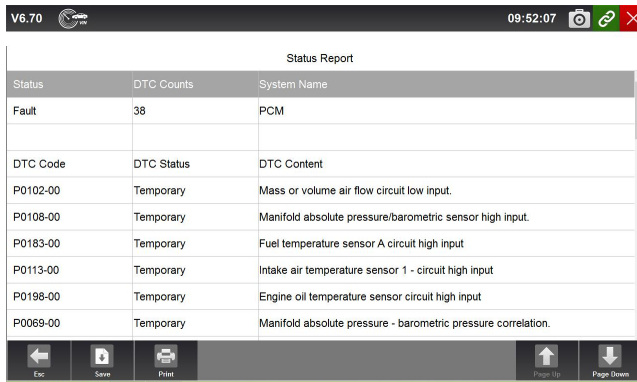 V6.70 VIN 09:52:07
Status Report
Status DTC Counts System Name
Fault 38 PCM
DTC Code DTC Status DTC Content
P0102-00 Temporary Mass or volume air flow circuit low input.
P0108-00 Temporary Manifold absolute pressure/barometric sensor high input.
P0183-00 Temporary Fuel temperature sensor A circuit high input
P0113-00 Temporary Intake air temperature sensor 1 - circuit high input
P0198-00 Temporary Engine oil temperature sensor circuit high input
P0069-00 Temporary Manifold absolute pressure - barometric pressure correlation.
Esc Save Print Page Up Page Down